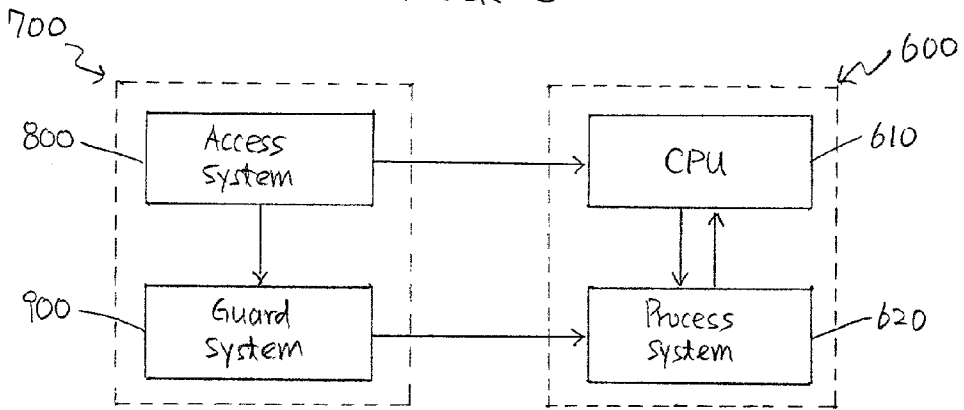 700
600
800
Access
System
CPU
610
900
Guard
System
Process
System
620